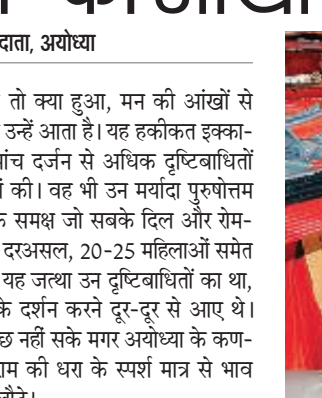 दाता, अयोध्या
तो क्या हुआ, मन की आंखों से
उन्हें आता है। यह हकीकत इक्का-
पांच दर्जन से अधिक दृष्टिबाधितों
की। वह भी उन मर्यादा पुरुषोत्तम
के समक्ष जो सबके दिल और रोम-
दरअसल, 20-25 महिलाओं समेत
यह जत्था उन दृष्टिबाधितों का था,
के दर्शन करने दूर-दूर से आए थे।
छ नहीं सके मगर अयोध्या के कण-
राम की धरा के स्पर्श मात्र से भाव